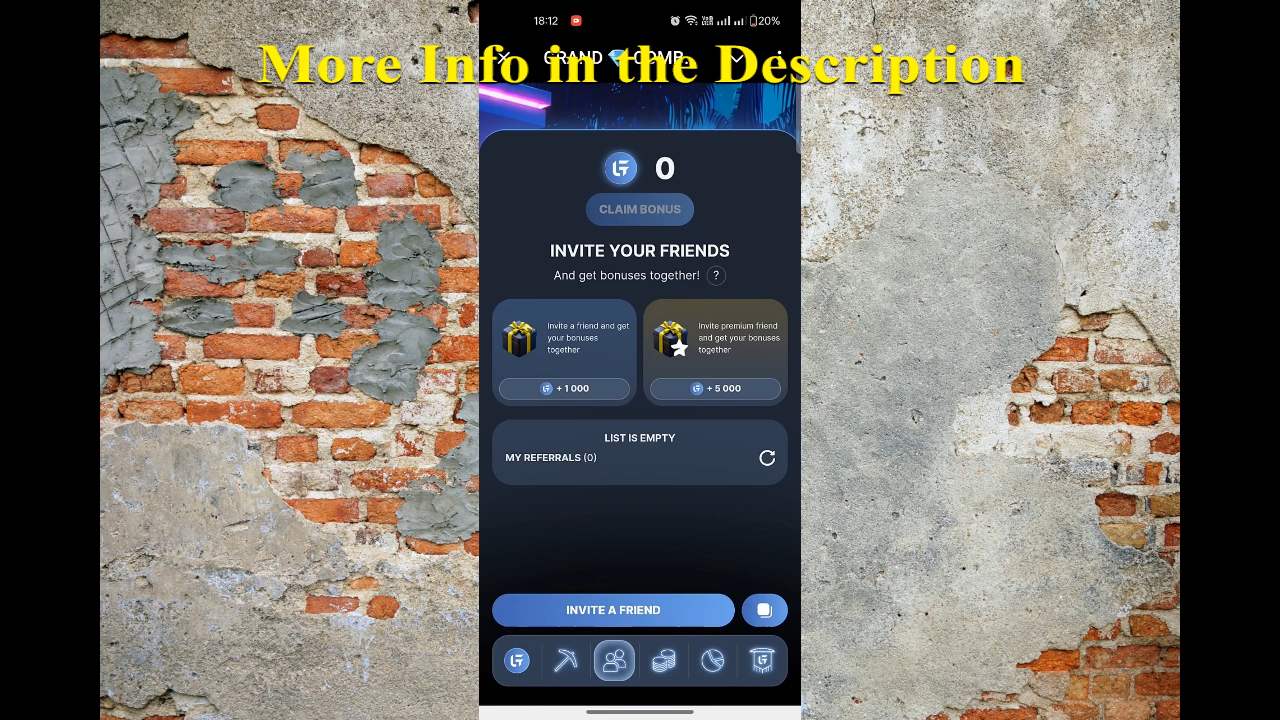 18:12
20%
More Info in the Description
GRAND 💎 COMB
0
CLAIM BONUS
INVITE YOUR FRIENDS
And get bonuses together! ?
Invite a friend and get
your bonuses
together
+ 1 000
Invite premium friend
and get your bonuses
together
+ 5 000
LIST IS EMPTY
MY REFERRALS (0)
INVITE A FRIEND